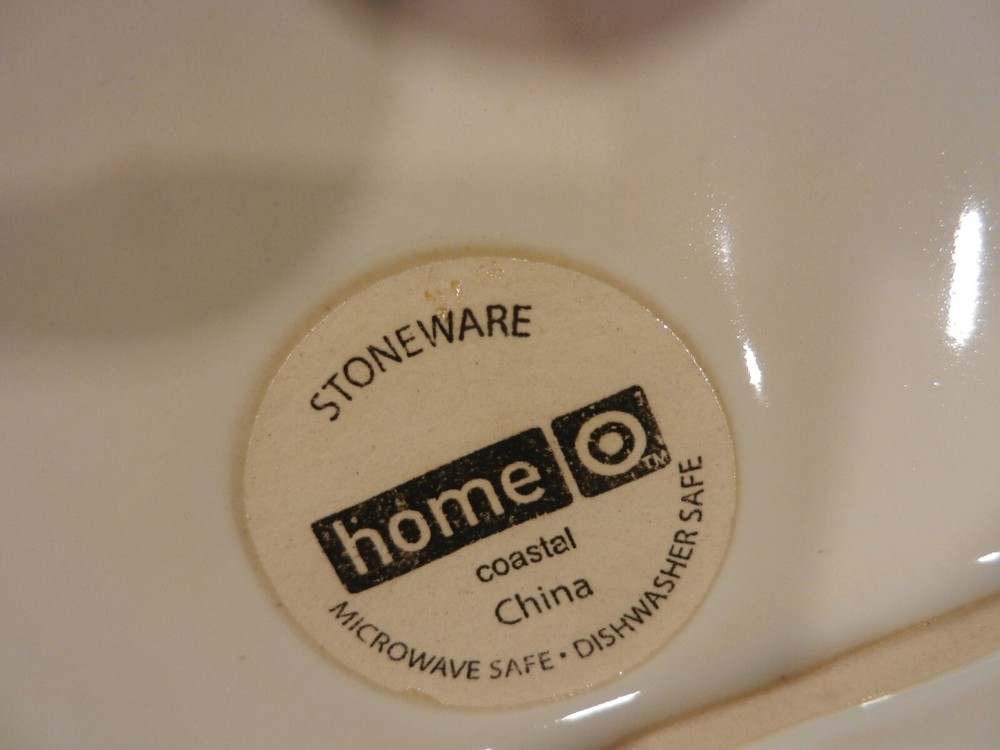 STONEWARE
home
TM
coastal
China
MICROWAVE SAFE • DISHWASHER SAFE